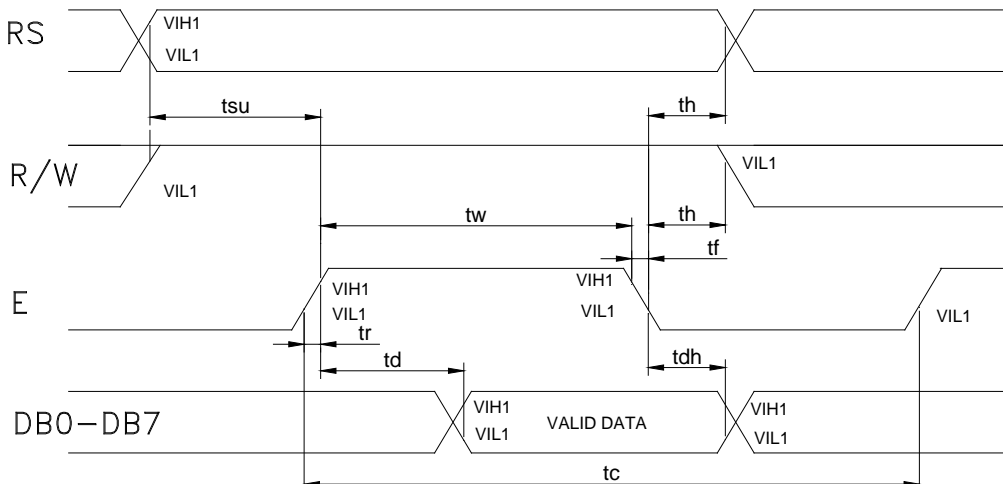 RS
VIH1
VIL1
tsu
th
R/W
VIL1
VIL1
tw
th
tf
E
VIH1
VIL1
VIH1
VIL1
VIL1
tr
td
tdh
DB0-DB7
VIH1
VIL1
VALID DATA
VIH1
VIL1
tc